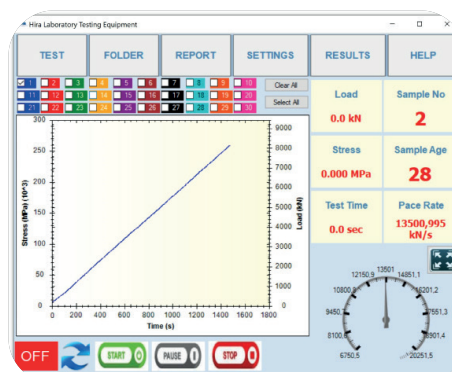 Hira Laboratory Testing Equipment
TEST FOLDER REPORT SETTINGS RESULTS HELP
1 2 3 4 5 6 7 8 9 10
11 12 13 14 15 16 17 18 19 20
21 22 23 24 25 26 27 28 29 30
Clear All
Select All
Load
0.0 kN
Sample No
2
Stress
0.000 MPa
Sample Age
28
Test Time
0.0 sec
Pace Rate
13500,995
kN/s
Stress (MPa) (10^3)
300
250
200
150
100
50
0
9000
8000
7000
6000
5000
4000
3000
2000
1000
0
Load (kN)
0 200 400 600 800 1000 1200 1400 1600 1800
Time (s)
6750,5
8100,6
9450,7
10800,8
12150,9
13501
14851,1
16201,2
17551,3
18901,4
20251,5
OFF
START
PAUSE
STOP